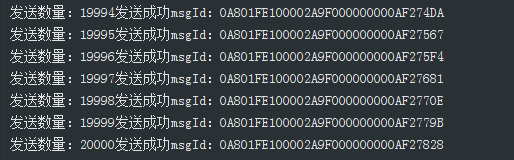 发送数量：19994发送成功msgId：0A801FE100002A9F000000000AF274DA
发送数量：19995发送成功msgId：0A801FE100002A9F000000000AF27567
发送数量：19996发送成功msgId：0A801FE100002A9F000000000AF275F4
发送数量：19997发送成功msgId：0A801FE100002A9F000000000AF27681
发送数量：19998发送成功msgId：0A801FE100002A9F000000000AF2770E
发送数量：19999发送成功msgId：0A801FE100002A9F000000000AF2779B
发送数量：20000发送成功msgId：0A801FE100002A9F000000000AF27828